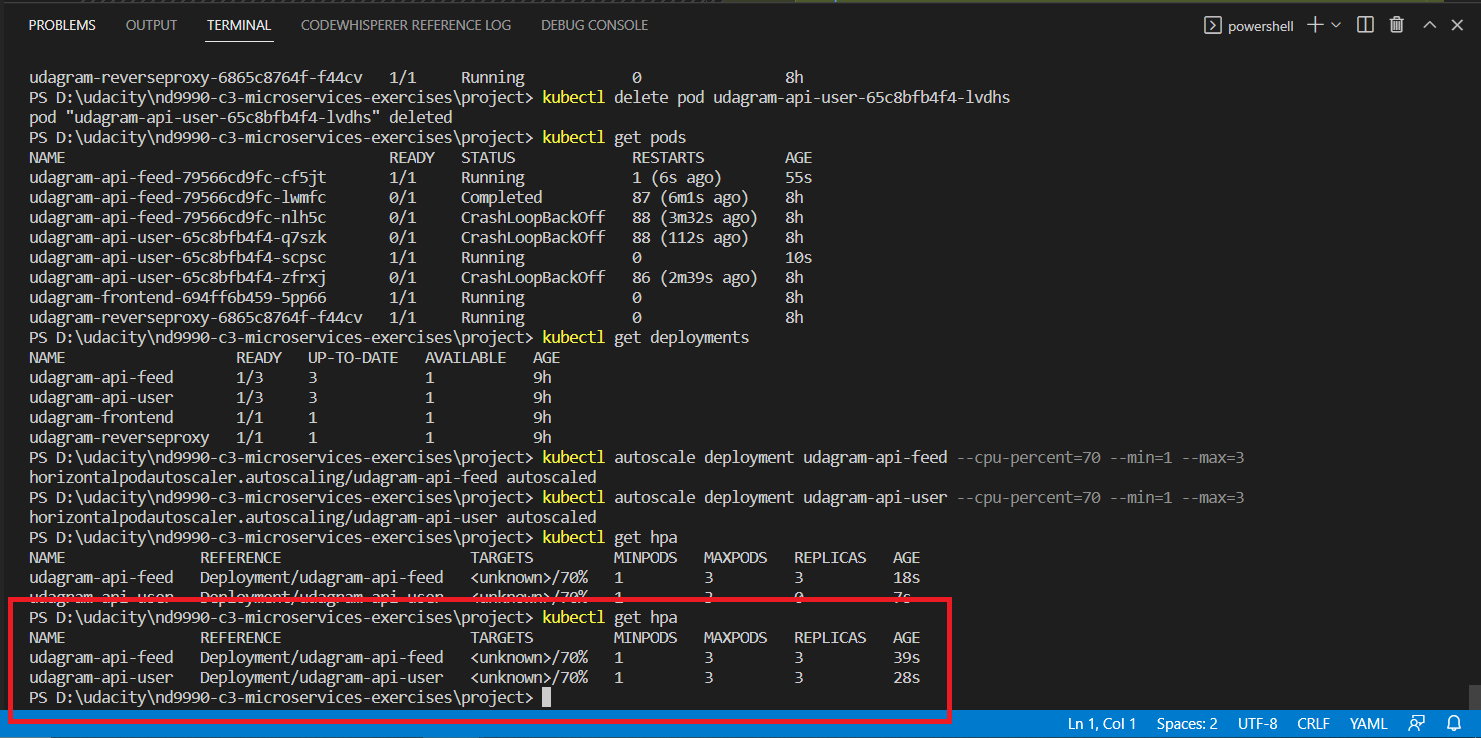 PROBLEMS OUTPUT TERMINAL CODEWHISPERER REFERENCE LOG DEBUG CONSOLE powershell
udagram-reverseproxy-6865c8764f-f44cv 1/1 Running 0 8h
PS D:\udacity\nd9990-c3-microservices-exercises\project> kubectl delete pod udagram-api-user-65c8bfb4f4-lvdhs
pod "udagram-api-user-65c8bfb4f4-lvdhs" deleted
PS D:\udacity\nd9990-c3-microservices-exercises\project> kubectl get pods
NAME READY STATUS RESTARTS AGE
udagram-api-feed-79566cd9fc-cf5jt 1/1 Running 1 (6s ago) 55s
udagram-api-feed-79566cd9fc-lwmfc 0/1 Completed 87 (6m1s ago) 8h
udagram-api-feed-79566cd9fc-nlh5c 0/1 CrashLoopBackOff 88 (3m32s ago) 8h
udagram-api-user-65c8bfb4f4-q7szk 0/1 CrashLoopBackOff 88 (112s ago) 8h
udagram-api-user-65c8bfb4f4-scpsc 1/1 Running 0 10s
udagram-api-user-65c8bfb4f4-zfrxj 0/1 CrashLoopBackOff 86 (2m39s ago) 8h
udagram-frontend-694ff6b459-5pp66 1/1 Running 0 8h
udagram-reverseproxy-6865c8764f-f44cv 1/1 Running 0 8h
PS D:\udacity\nd9990-c3-microservices-exercises\project> kubectl get deployments
NAME READY UP-TO-DATE AVAILABLE AGE
udagram-api-feed 1/3 3 1 9h
udagram-api-user 1/3 3 1 9h
udagram-frontend 1/1 1 1 9h
udagram-reverseproxy 1/1 1 1 9h
PS D:\udacity\nd9990-c3-microservices-exercises\project> kubectl autoscale deployment udagram-api-feed --cpu-percent=70 --min=1 --max=3
horizontalpodautoscaler.autoscaling/udagram-api-feed autoscaled
PS D:\udacity\nd9990-c3-microservices-exercises\project> kubectl autoscale deployment udagram-api-user --cpu-percent=70 --min=1 --max=3
horizontalpodautoscaler.autoscaling/udagram-api-user autoscaled
PS D:\udacity\nd9990-c3-microservices-exercises\project> kubectl get hpa
NAME REFERENCE TARGETS MINPODS MAXPODS REPLICAS AGE
udagram-api-feed Deployment/udagram-api-feed <unknown>/70% 1 3 3 18s
udagram-api-user Deployment/udagram-api-user <unknown>/70% 1 3 0 7s
PS D:\udacity\nd9990-c3-microservices-exercises\project> kubectl get hpa
NAME REFERENCE TARGETS MINPODS MAXPODS REPLICAS AGE
udagram-api-feed Deployment/udagram-api-feed <unknown>/70% 1 3 3 39s
udagram-api-user Deployment/udagram-api-user <unknown>/70% 1 3 3 28s
PS D:\udacity\nd9990-c3-microservices-exercises\project>
Ln 1, Col 1 Spaces: 2 UTF-8 CRLF YAML